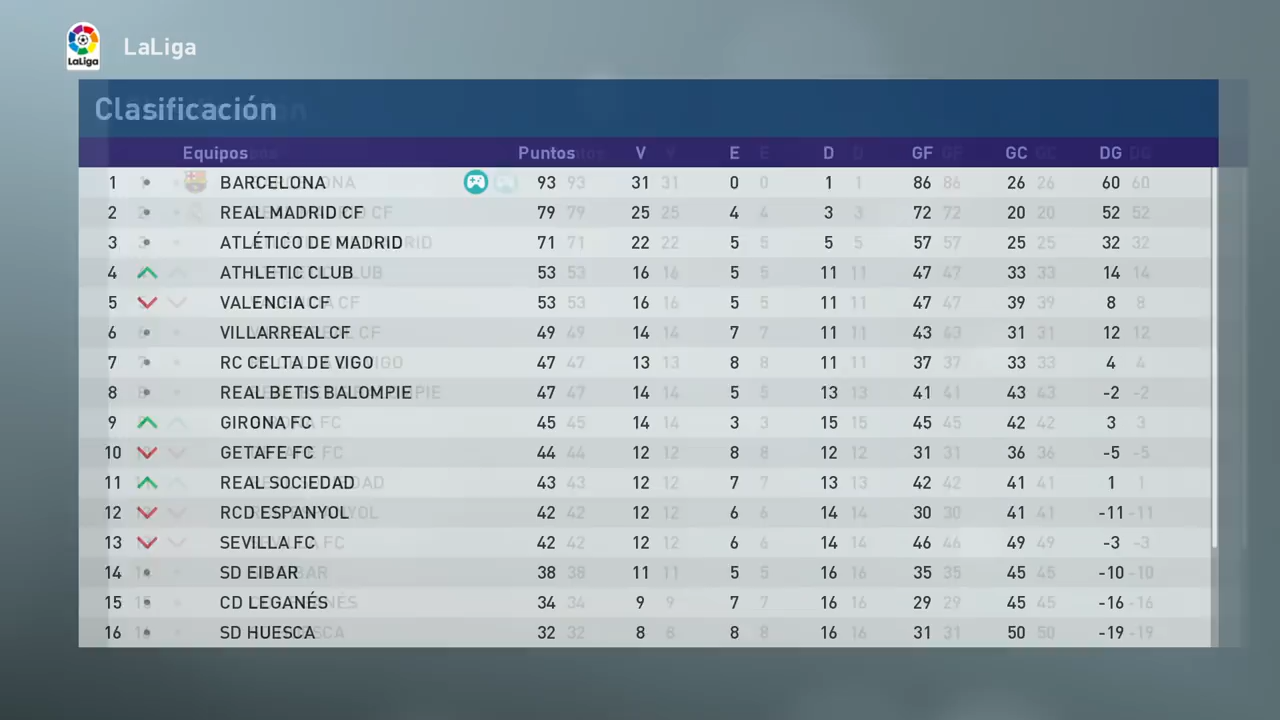 LaLiga
LaLiga
Clasificación
Equipos Puntos V E D GF GC DG
1 BARCELONA 93 31 0 1 86 26 60
2 REAL MADRID CF 79 25 4 3 72 20 52
3 ATLÉTICO DE MADRID 71 22 5 5 57 25 32
4 ATHLETIC CLUB 53 16 5 11 47 33 14
5 VALENCIA CF 53 16 5 11 47 39 8
6 VILLARREAL CF 49 14 7 11 43 31 12
7 RC CELTA DE VIGO 47 13 8 11 37 33 4
8 REAL BETIS BALOMPIE 47 14 5 13 41 43 -2
9 GIRONA FC 45 14 3 15 45 42 3
10 GETAFE FC 44 12 8 12 31 36 -5
11 REAL SOCIEDAD 43 12 7 13 42 41 1
12 RCD ESPANYOL 42 12 6 14 30 41 -11
13 SEVILLA FC 42 12 6 14 46 49 -3
14 SD EIBAR 38 11 5 16 35 45 -10
15 CD LEGANÉS 34 9 7 16 29 45 -16
16 SD HUESCA 32 8 8 16 31 50 -19